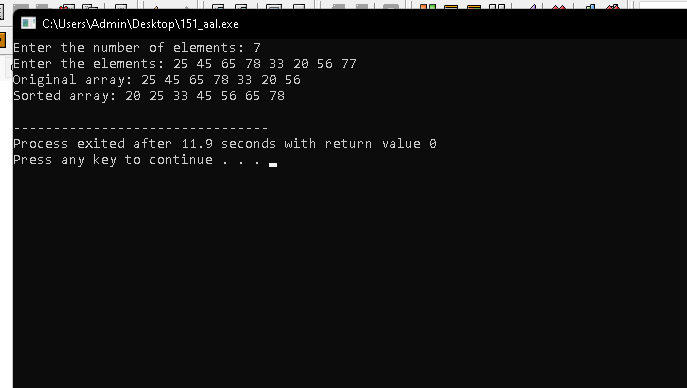 C:\Users\Admin\Desktop\151_aal.exe
Enter the number of elements: 7
Enter the elements: 25 45 65 78 33 20 56 77
Original array: 25 45 65 78 33 20 56
Sorted array: 20 25 33 45 56 65 78
--------------------------------
Process exited after 11.9 seconds with return value 0
Press any key to continue . . .